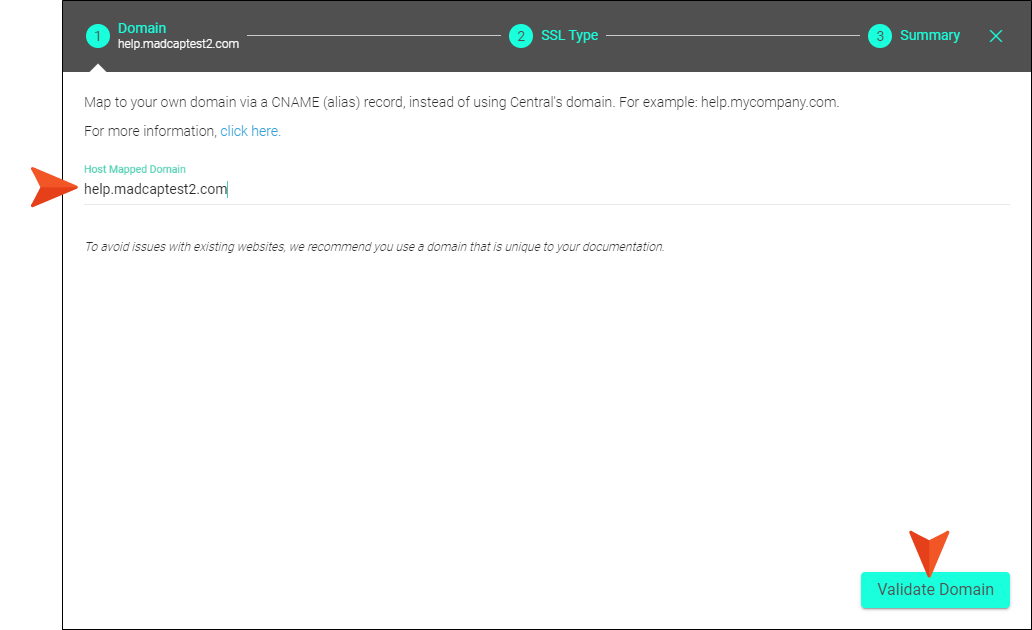 1 Domain
help.madcaptest2.com
2 SSL Type
3 Summary
Map to your own domain via a CNAME (alias) record, instead of using Central's domain. For example: help.mycompany.com.
For more information, click here.
Host Mapped Domain
help.madcaptest2.com
To avoid issues with existing websites, we recommend you use a domain that is unique to your documentation.
Validate Domain